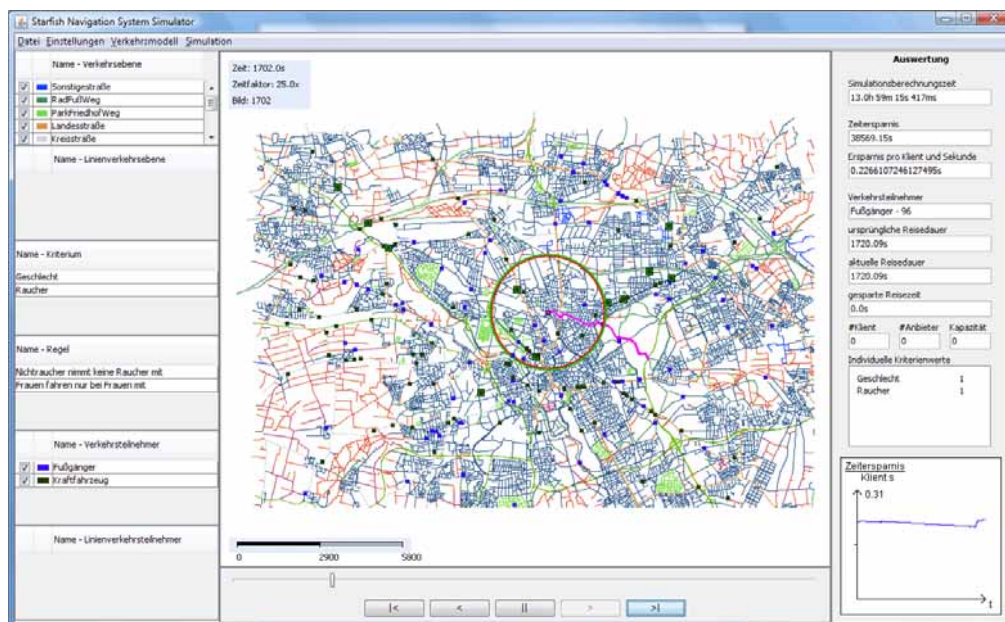 Starfish Navigation System Simulator
Datei Einstellungen Verkehrsmodell Simulation
Name - Verkehrsebene
Sonstigestraße
RadFußWeg
ParkFriedhofWeg
Landesstraße
Kreisstraße
Name - Linienverkehrsebene
Name - Kriterium
Geschlecht
Raucher
Name - Regel
Nichtraucher nimmt keine Raucher mit
Frauen fahren nur bei Frauen mit
Name - Verkehrsteilnehmer
Fußgänger
Kraftfahrzeug
Name - Linienverkehrsteilnehmer
Zeit: 1702.0s
Zeitfaktor: 25.0x
Bild: 1702
0 2900 5800
|< < || > >|
Auswertung
Simulationsberechnungszeit
13.0h 59m 15s 417ms
Zeitersparnis
38569.15s
Ersparnis pro Klient und Sekunde
0.2266107246127495s
Verkehrsteilnehmer
Fußgänger - 96
ursprüngliche Reisedauer
1720.09s
aktuelle Reisedauer
1720.09s
gesparte Reisezeit
0.0s
#Klient #Anbieter Kapazität
0 0 0
Individuelle Kriterienwerte
Geschlecht 1
Raucher 1
Zeitersparnis
Klient s
0.31
t